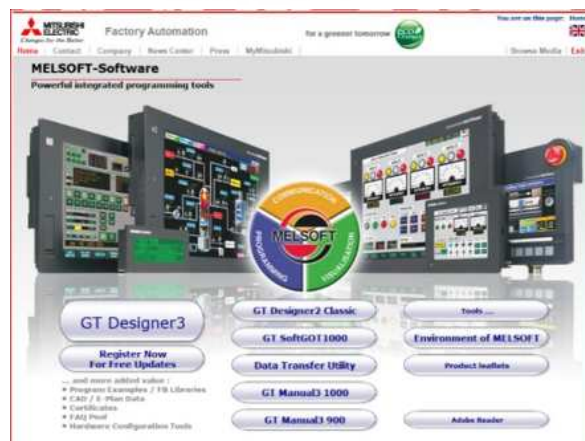 MITSUBISHI
ELECTRIC
Changes for the Better
Factory Automation
for a greener tomorrow
eco
You are on this page: Home
Home Contact Company News Center Press MyMitsubishi Browse Media Exit
MELSOFT-Software
Powerful integrated programming tools
COMMUNICATION
MELSOFT
PROGRAMMING
VISUALISATION
GT Designer3
Register Now
For Free Updates
... and more added value :
• Program Examples / FB Libraries
• CAD / E-Plan Data
• Certificates
• FAQ Pool
• Hardware Configuration Tools
GT Designer2 Classic
GT SoftGOT1000
Data Transfer Utility
GT Manual3 1000
GT Manual3 900
Tools ...
Environment of MELSOFT
Product leaflets
Adobe Reader